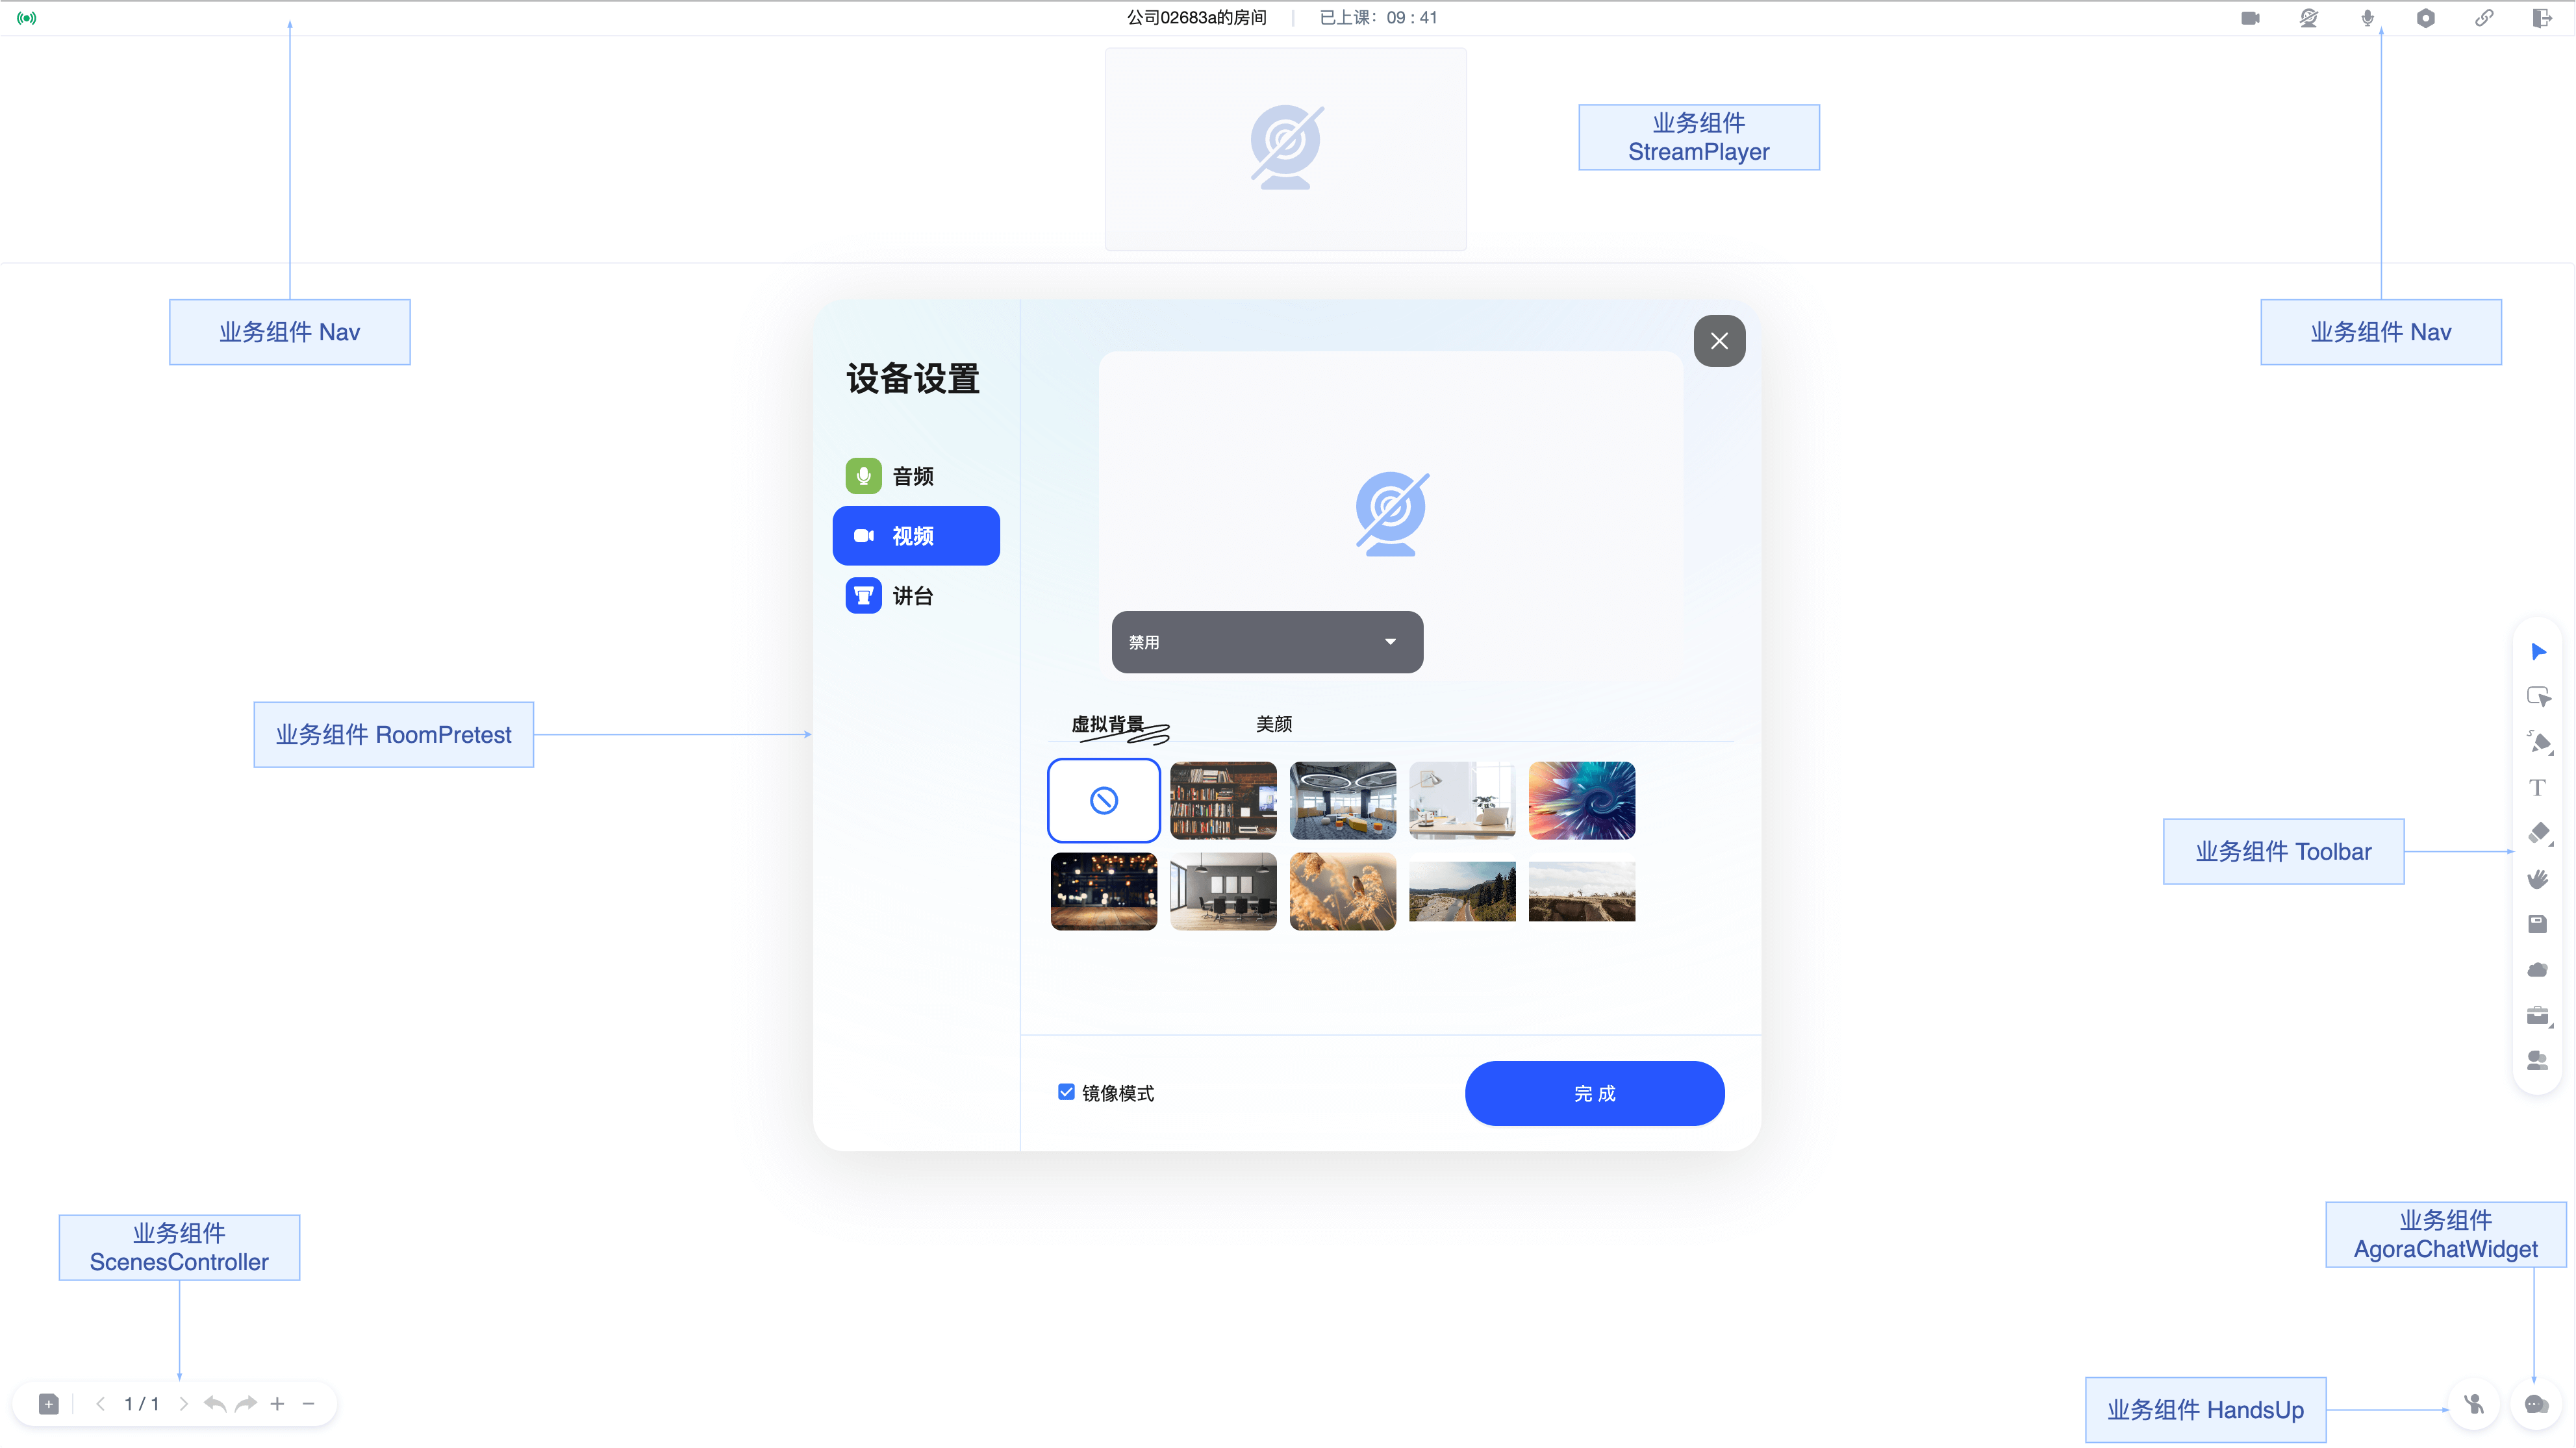 公司02683a的房间 | 已上课：09 : 41
业务组件
StreamPlayer
业务组件 Nav
业务组件 Nav
设备设置
音频
视频
讲台
禁用
业务组件 RoomPretest
虚拟背景
美颜
T
业务组件 Toolbar
镜像模式
完 成
业务组件
ScenesController
业务组件
AgoraChatWidget
1 / 1
业务组件 HandsUp